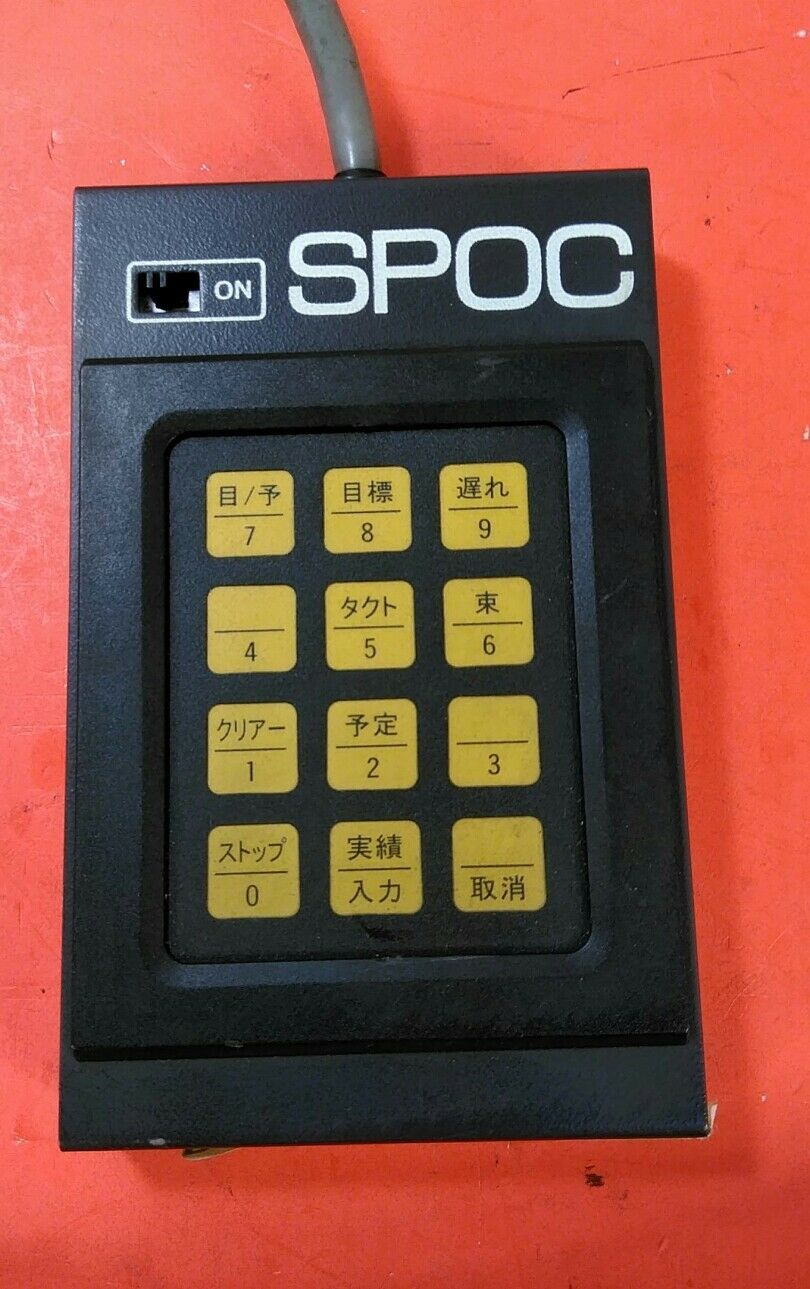 ON SPOC
目/予 目標 遅れ
7 8 9
タクト 束
4 5 6
クリアー 予定
1 2 3
ストップ 実績
0 入力 取消